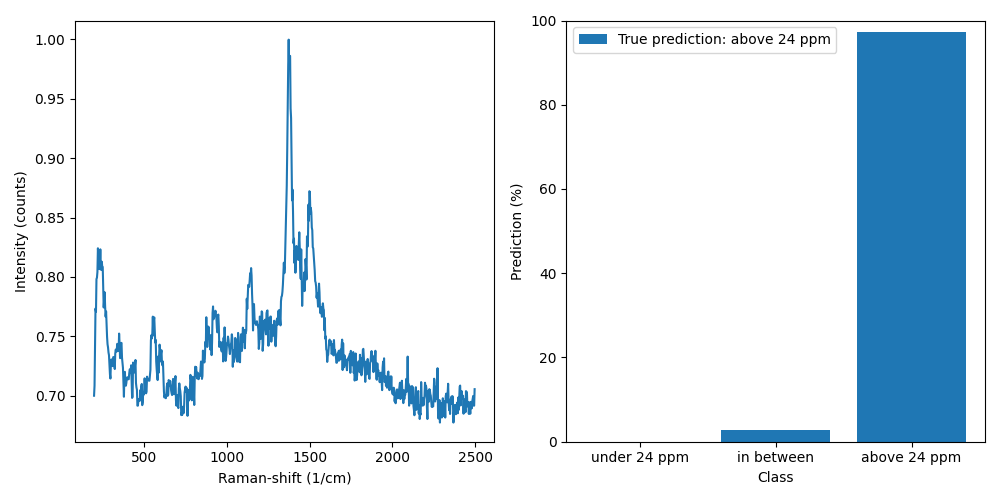 1.00
0.95
0.90
0.85
0.80
0.75
0.70
Intensity (counts)
500
1000
1500
2000
2500
Raman-shift (1/cm)
100
80
60
40
20
0
Prediction (%)
True prediction: above 24 ppm
under 24 ppm
in between
above 24 ppm
Class